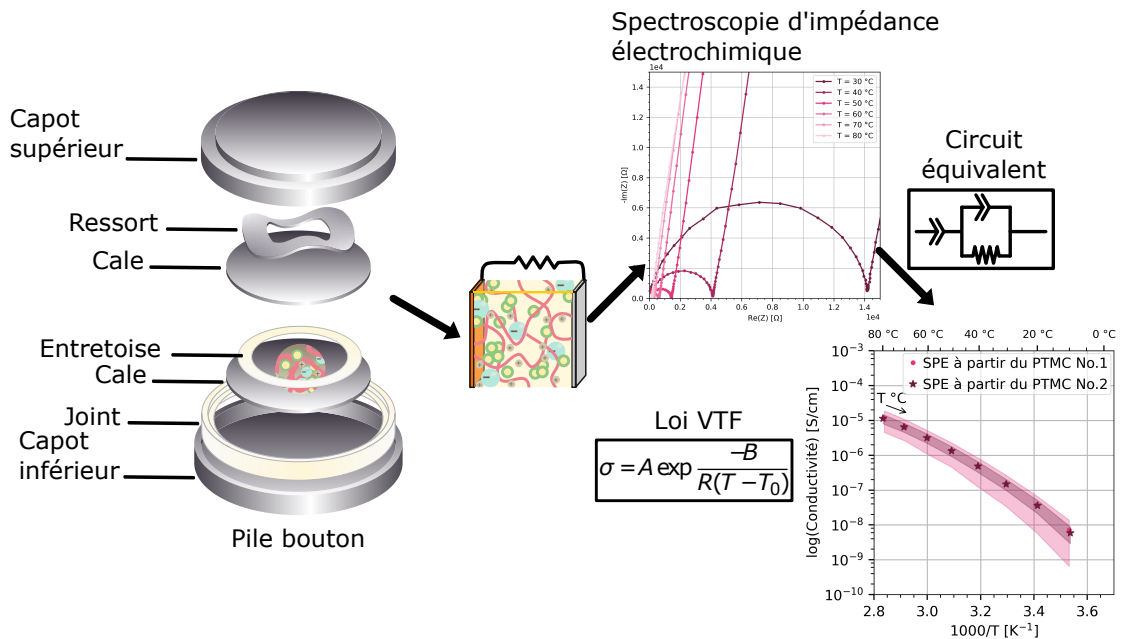 Spectroscopie d'impédance
électrochimique
Capot
supérieur
Ressort
Cale
Entretoise
Cale
Joint
Capot
inférieur
Pile bouton
1e4
1.4
1.2
1.0
0.8
0.6
0.4
0.2
0.0
-Im(Z) [Ω]
T = 30 °C
T = 40 °C
T = 50 °C
T = 60 °C
T = 70 °C
T = 80 °C
0.0 0.2 0.4 0.6 0.8 1.0 1.2 1.4
Re(Z) [Ω]
1e4
Circuit
équivalent
Loi VTF
σ = A exp −B / R(T − T₀)
80 °C 60 °C 40 °C 20 °C 0 °C
SPE à partir du PTMC No.1
SPE à partir du PTMC No.2
T °C
log(Conductivité) [S/cm]
10⁻³
10⁻⁴
10⁻⁵
10⁻⁶
10⁻⁷
10⁻⁸
10⁻⁹
10⁻¹⁰
2.8 3.0 3.2 3.4 3.6
1000/T [K⁻¹]